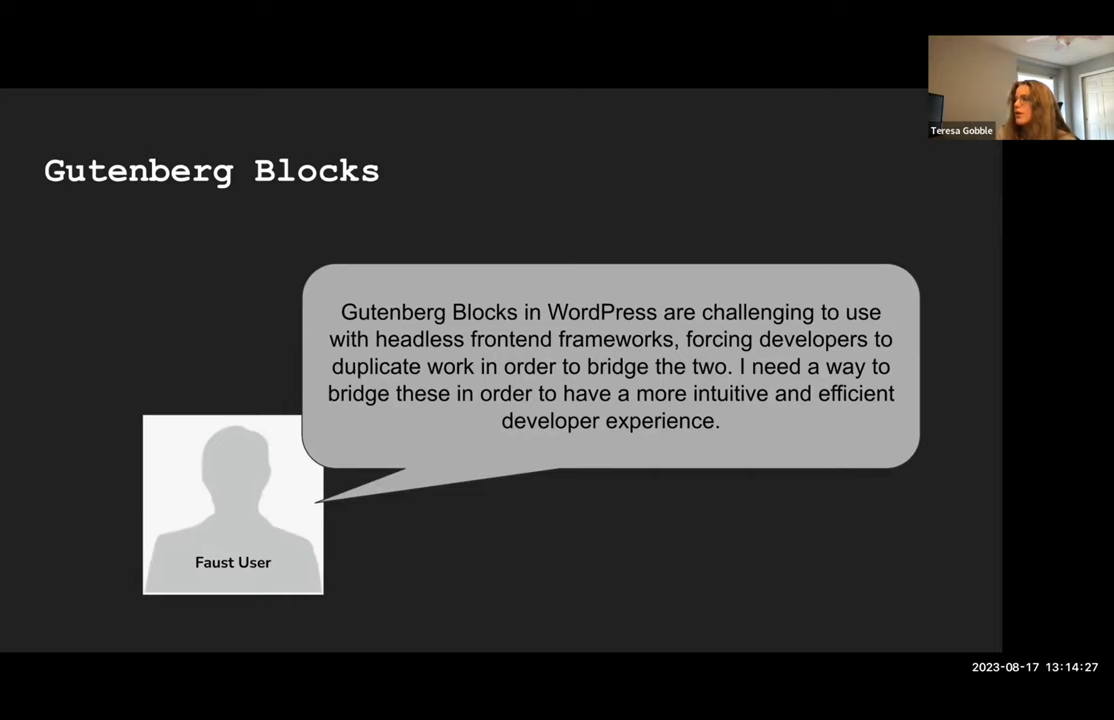 Teresa Gobble
Gutenberg Blocks
Gutenberg Blocks in WordPress are challenging to use
with headless frontend frameworks, forcing developers to
duplicate work in order to bridge the two. I need a way to
bridge these in order to have a more intuitive and efficient
developer experience.
Faust User
2023-08-17 13:14:27